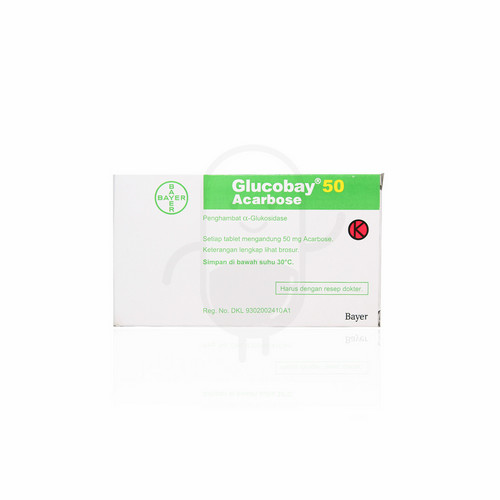 BAYER
BAYER
Glucobay® 50
Acarbose
Penghambat α-Glukosidase
Setiap tablet mengandung 50 mg Acarbose.
Keterangan lengkap lihat brosur.
Simpan di bawah suhu 30°C.
K
Harus dengan resep dokter.
Reg. No. DKL 9302002410A1
Bayer